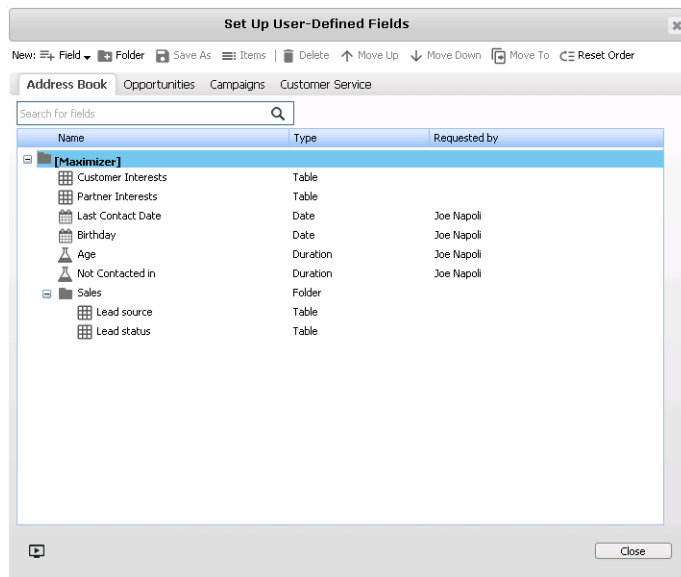 Set Up User-Defined Fields
New: Field Folder Save As Items | Delete Move Up Move Down Move To Reset Order
Address Book Opportunities Campaigns Customer Service
Search for fields
Name Type Requested by
[Maximizer]
Customer Interests Table
Partner Interests Table
Last Contact Date Date Joe Napoli
Birthday Date Joe Napoli
Age Duration Joe Napoli
Not Contacted in Duration Joe Napoli
Sales Folder
Lead source Table
Lead status Table
Close